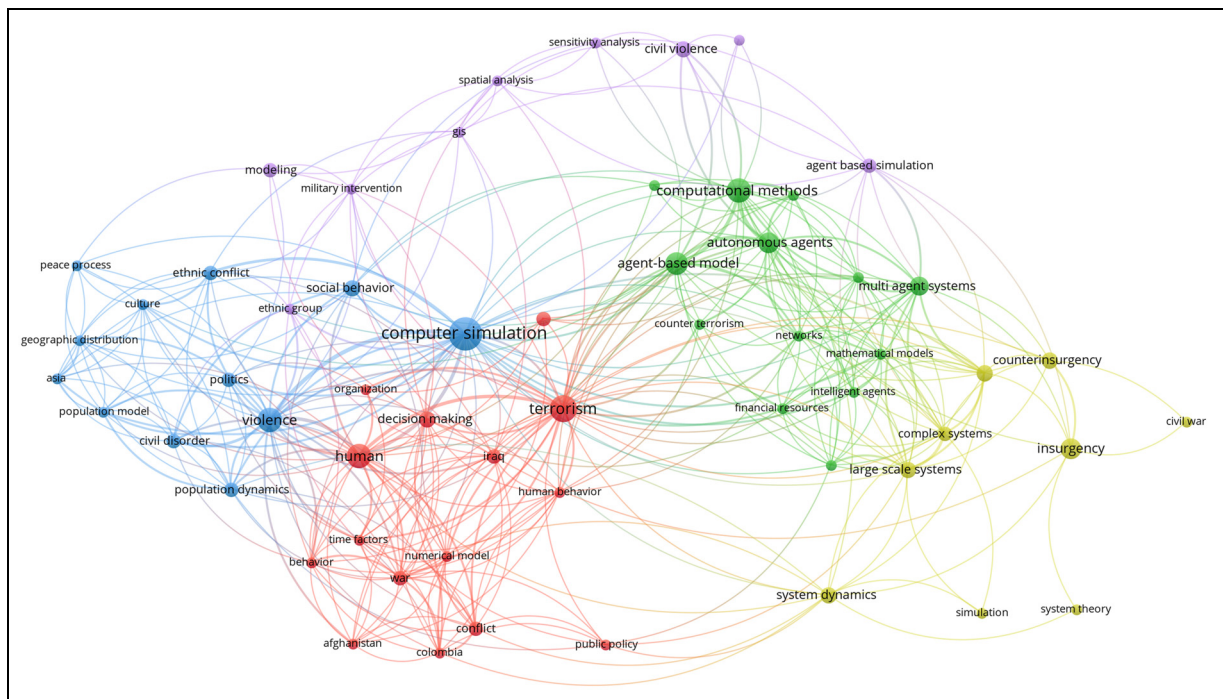 sensitivity analysis
civil violence
spatial analysis
gis
agent based simulation
modeling
military intervention
computational methods
autonomous agents
agent-based model
peace process
ethnic conflict
social behavior
multi agent systems
culture
ethnic group
counter terrorism
computer simulation
networks
geographic distribution
mathematical models
counterinsurgency
asia
politics
organization
intelligent agents
population model
terrorism
financial resources
violence
decision making
civil war
civil disorder
complex systems
human
iraq
large scale systems
insurgency
population dynamics
human behavior
time factors
behavior
numerical model
war
system dynamics
simulation
system theory
conflict
afghanistan
colombia
public policy